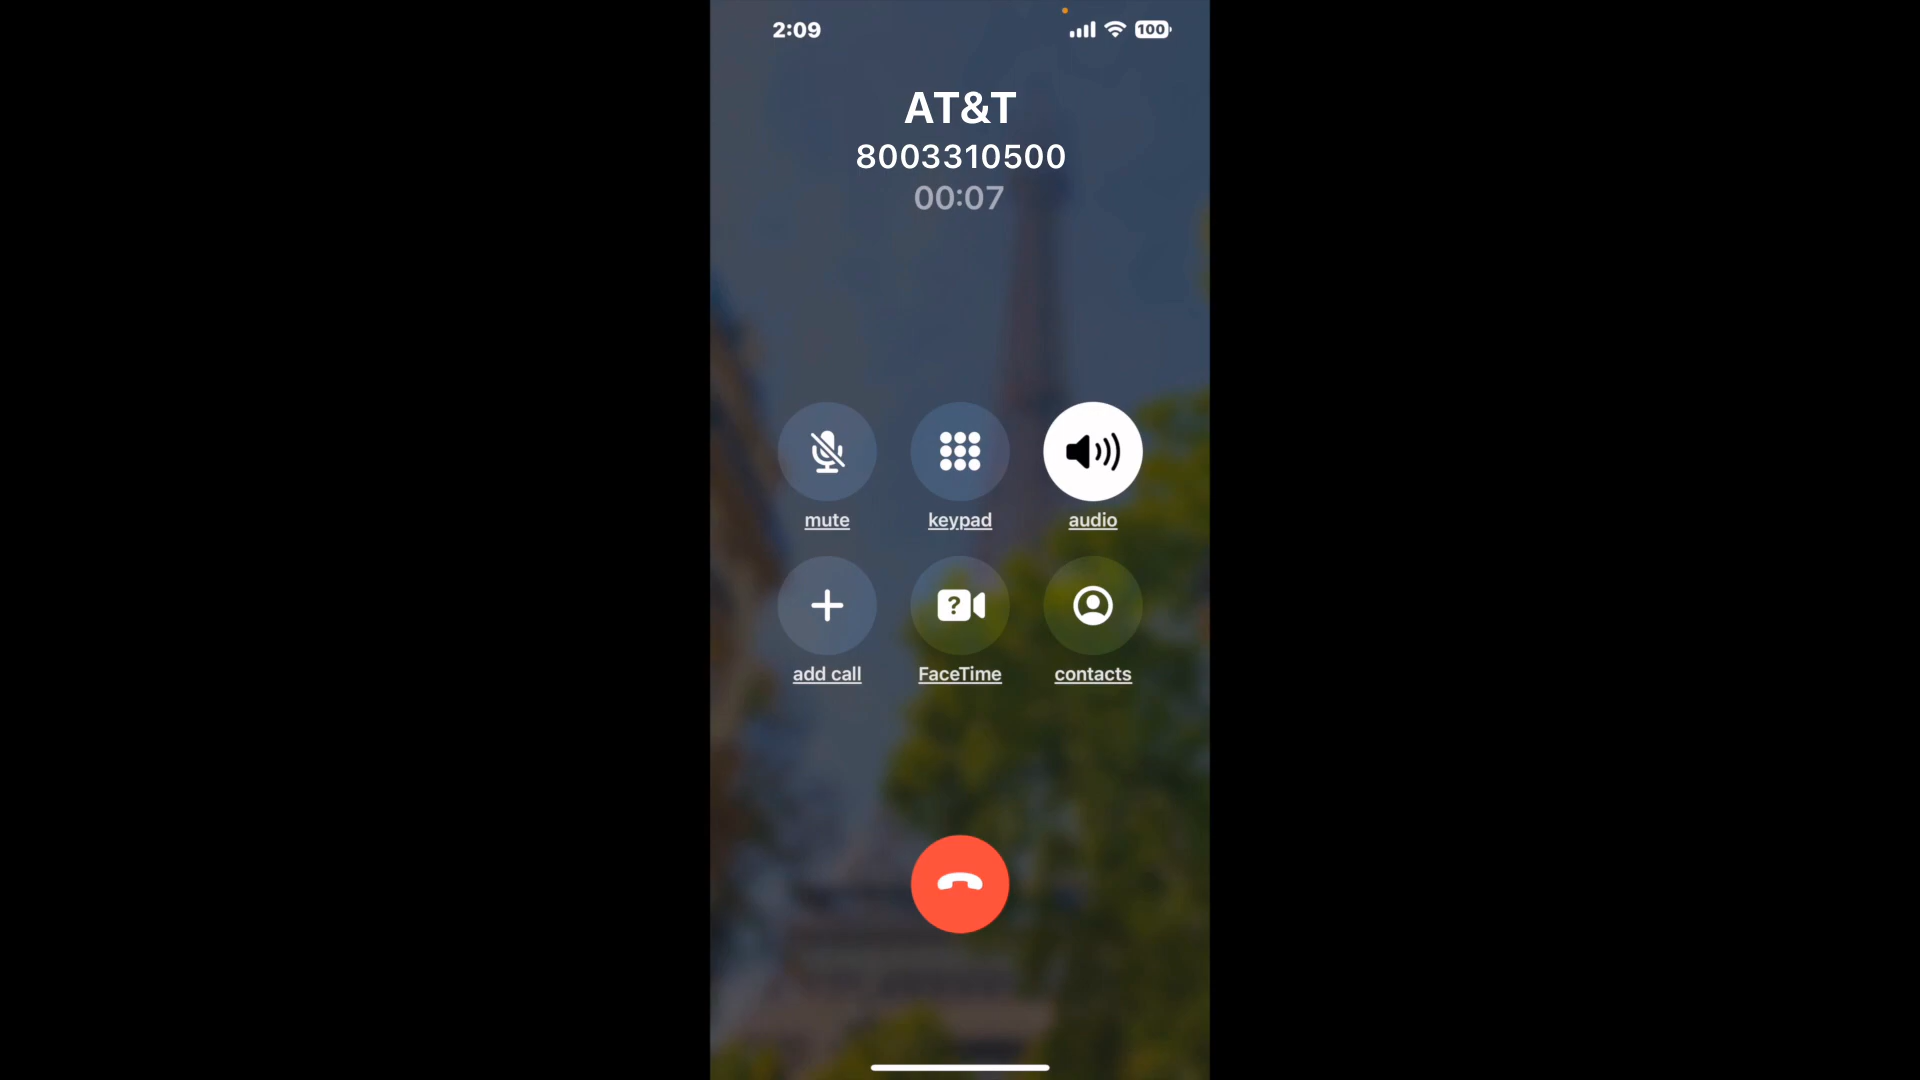 2:09
100
AT&T
8003310500
00:07
mute
keypad
audio
?
add call
FaceTime
contacts